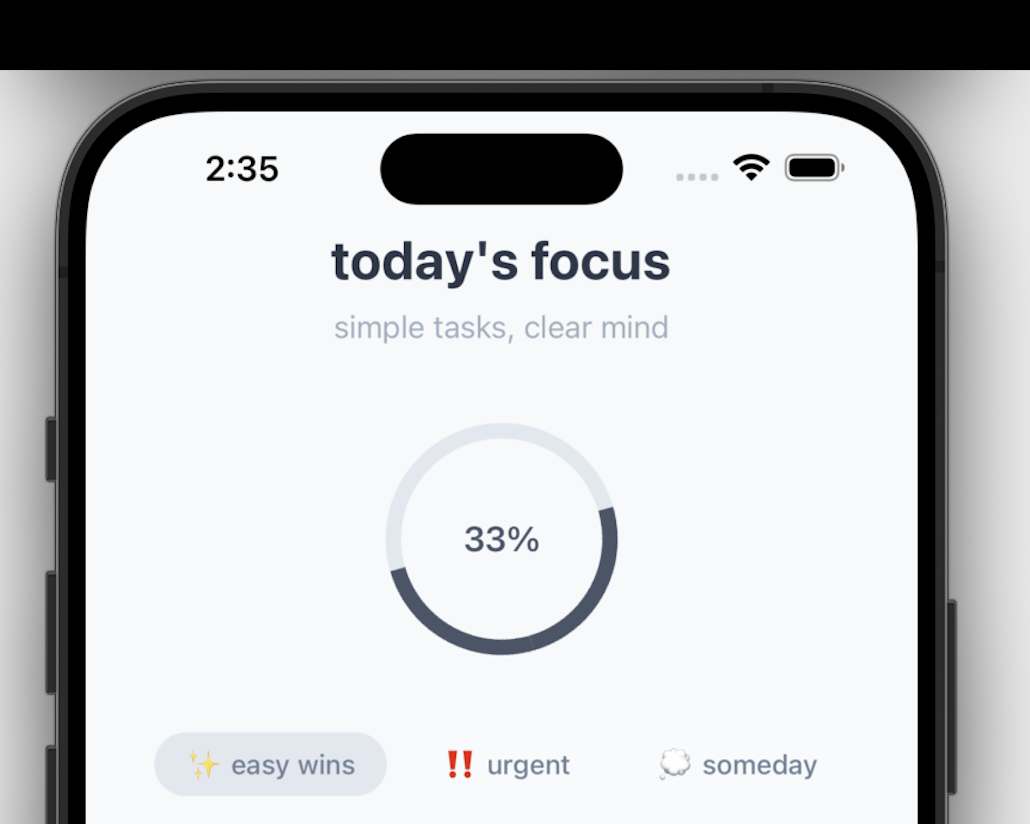 2:35
today's focus
simple tasks, clear mind
33%
✨ easy wins ‼️ urgent 💭 someday